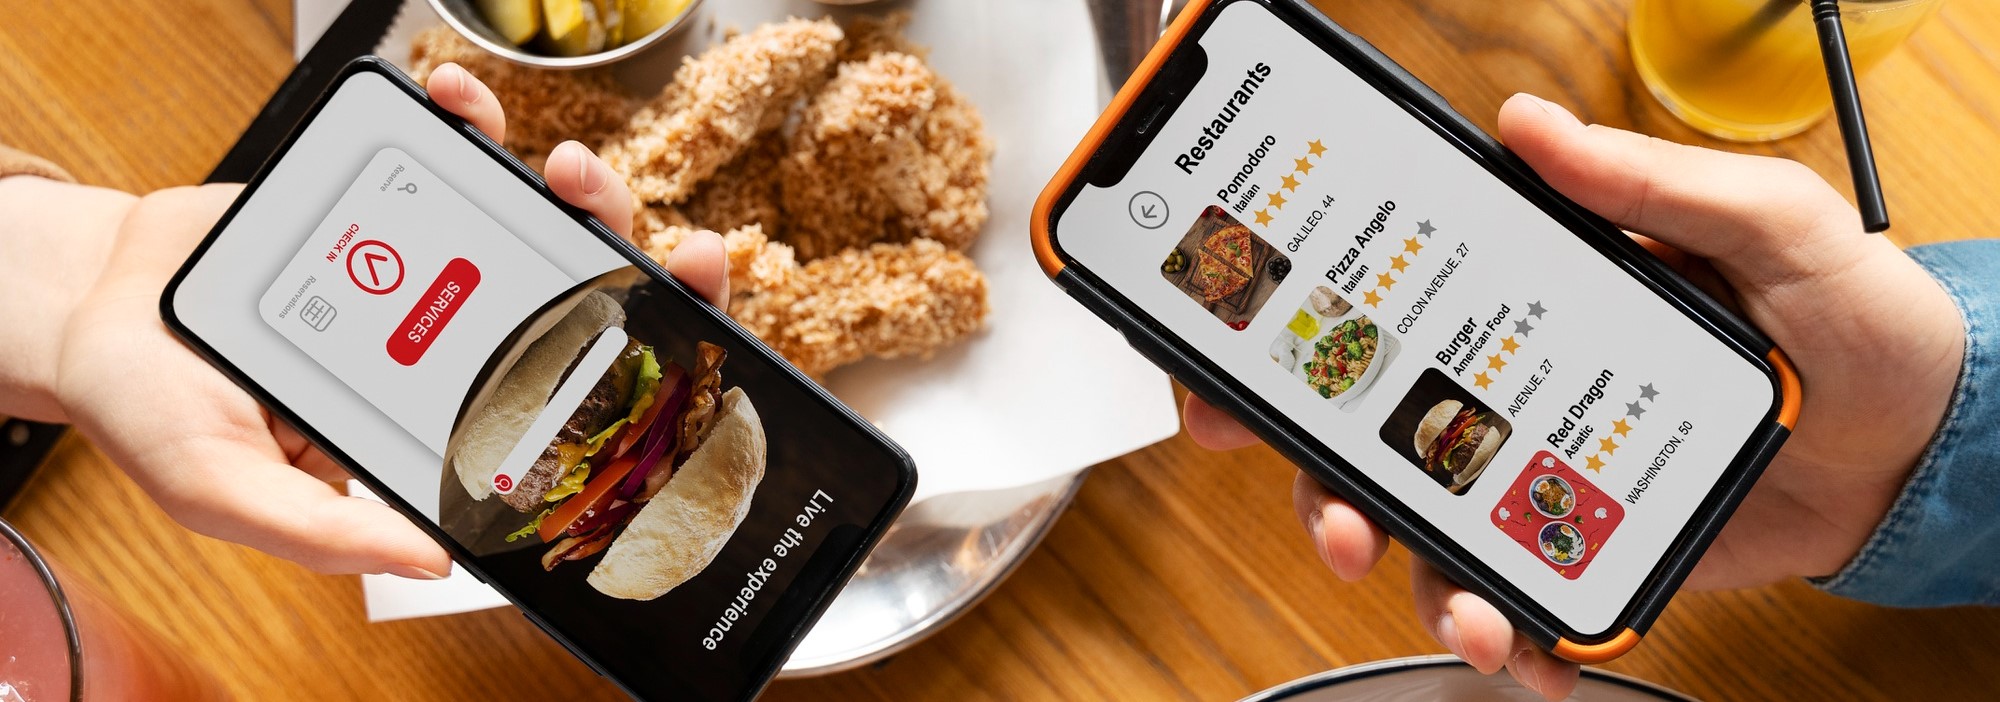 Live the experience
SERVICES
CHECK IN
Reserve
Reservations
Restaurants
Pomodoro
Italian
GALILEO, 44
Pizza Angelo
Italian
COLON AVENUE, 27
Burger
American Food
AVENUE, 27
Red Dragon
Asiatic
WASHINGTON, 50